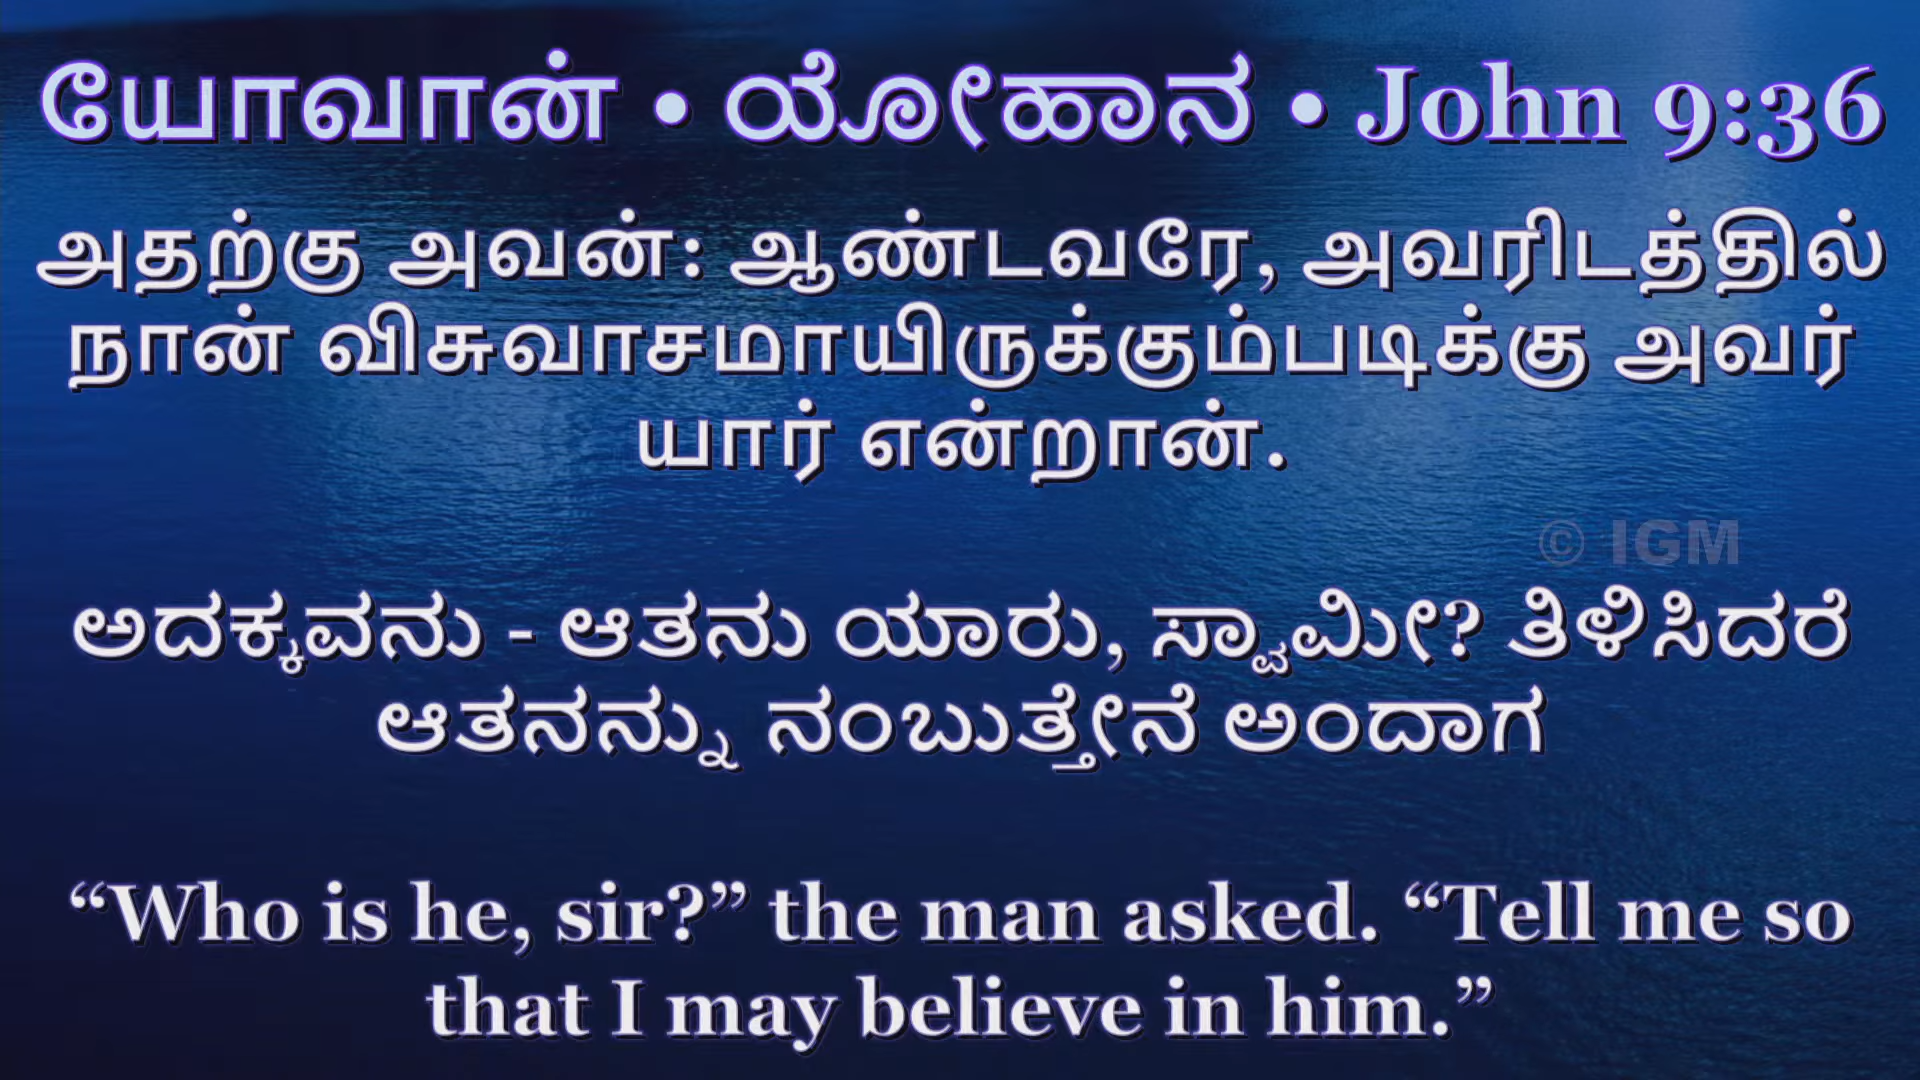 யோவான் • ಯೋಹಾನ • John 9:36
அதற்கு அவன்: ஆண்டவரே, அவரிடத்தில்
நான் விசுவாசமாயிருக்கும்படிக்கு அவர்
யார் என்றான்.
© IGM
ಅದಕ್ಕವನು - ಆತನು ಯಾರು, ಸ್ವಾಮೀ? ತಿಳಿಸಿದರೆ
ಆತನನ್ನು ನಂಬುತ್ತೇನೆ ಅಂದಾಗ
“Who is he, sir?” the man asked. “Tell me so
that I may believe in him.”